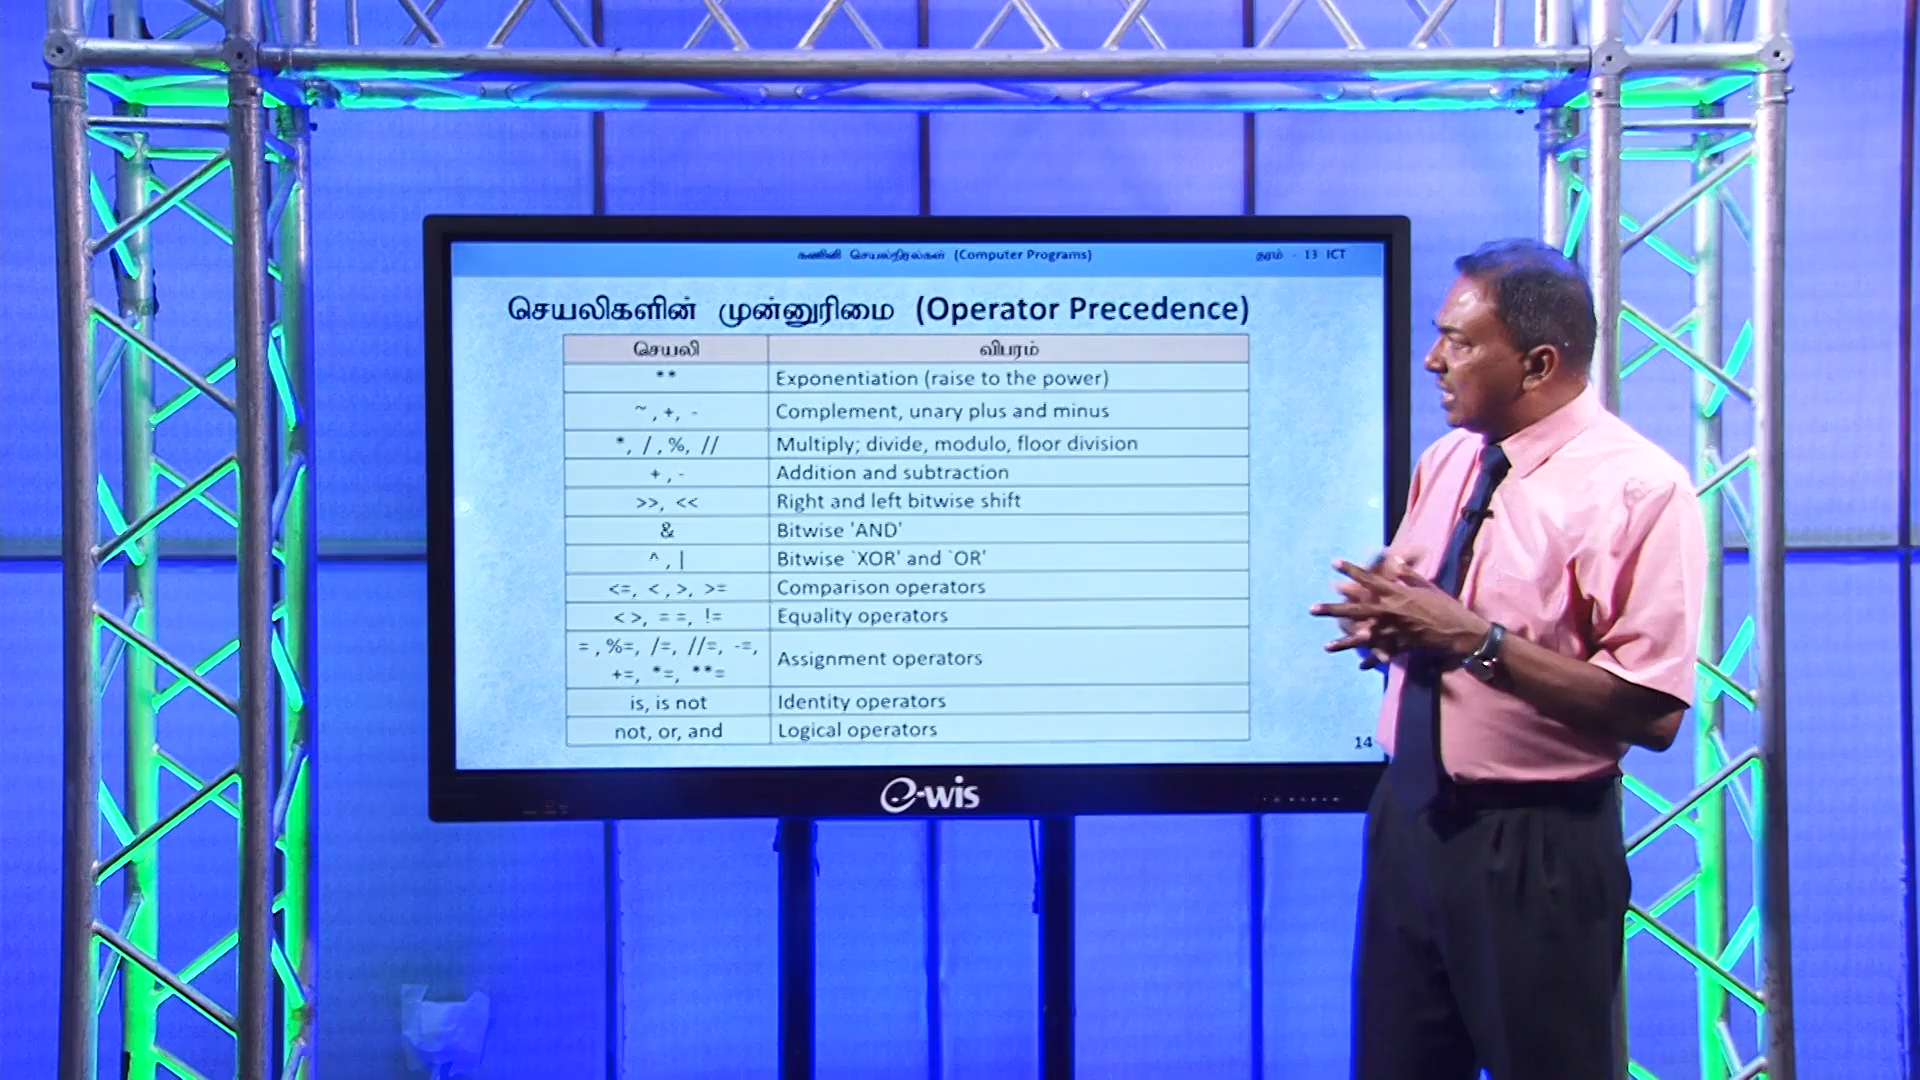 கணினி செயல்நிரல்கள் (Computer Programs) தரம் - 13 ICT
செயலிகளின் முன்னுரிமை (Operator Precedence)
செயலி விபரம்
** Exponentiation (raise to the power)
~ , +, - Complement, unary plus and minus
*, / , %, // Multiply; divide, modulo, floor division
+ , - Addition and subtraction
>>, << Right and left bitwise shift
& Bitwise 'AND'
^ , | Bitwise `XOR' and `OR'
<=, < , >, >= Comparison operators
< >, = =, != Equality operators
= , %=, /=, //=, -=,
+=, *=, **= Assignment operators
is, is not Identity operators
not, or, and Logical operators
14
e-wis